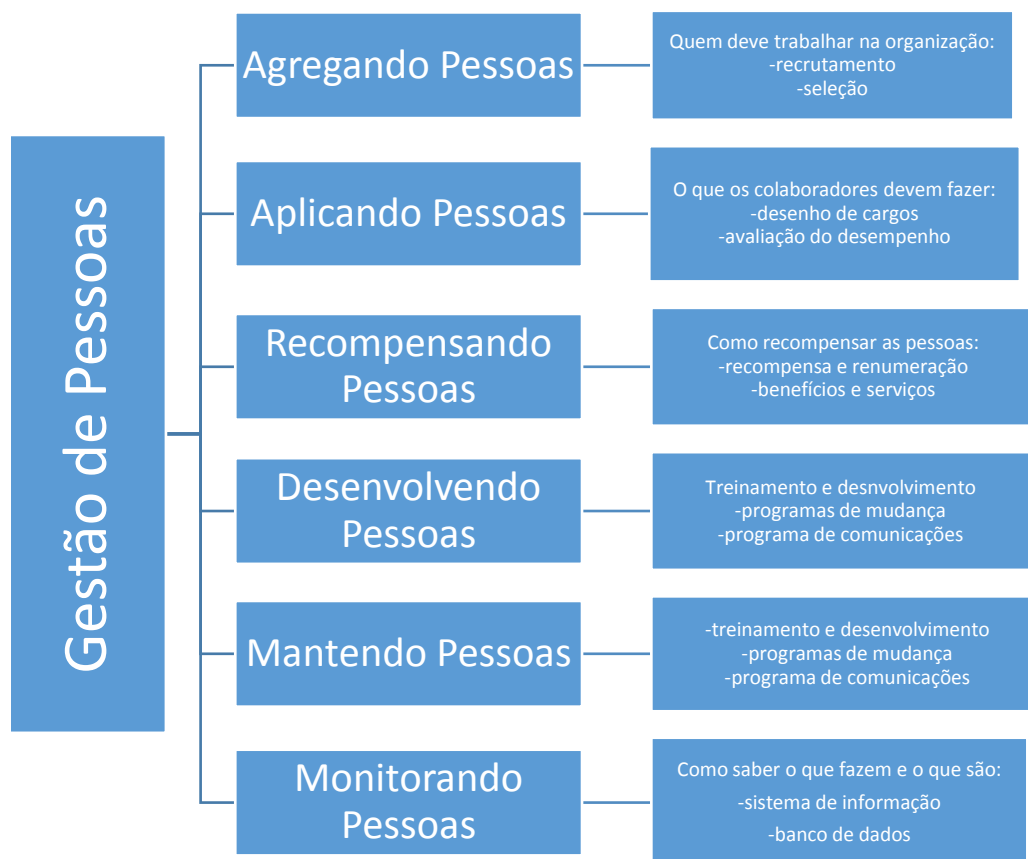 Gestão de Pessoas
Agregando Pessoas
Quem deve trabalhar na organização:
-recrutamento
-seleção
Aplicando Pessoas
O que os colaboradores devem fazer:
-desenho de cargos
-avaliação do desempenho
Recompensando
Pessoas
Como recompensar as pessoas:
-recompensa e renumeração
-benefícios e serviços
Desenvolvendo
Pessoas
Treinamento e desnvolvimento
-programas de mudança
-programa de comunicações
Mantendo Pessoas
-treinamento e desenvolvimento
-programas de mudança
-programa de comunicações
Monitorando
Pessoas
Como saber o que fazem e o que são:
-sistema de informação
-banco de dados